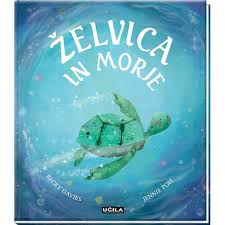 ŽELVICA
IN MORJE
BECKY DAVIES
JENNIE POH
UČILA